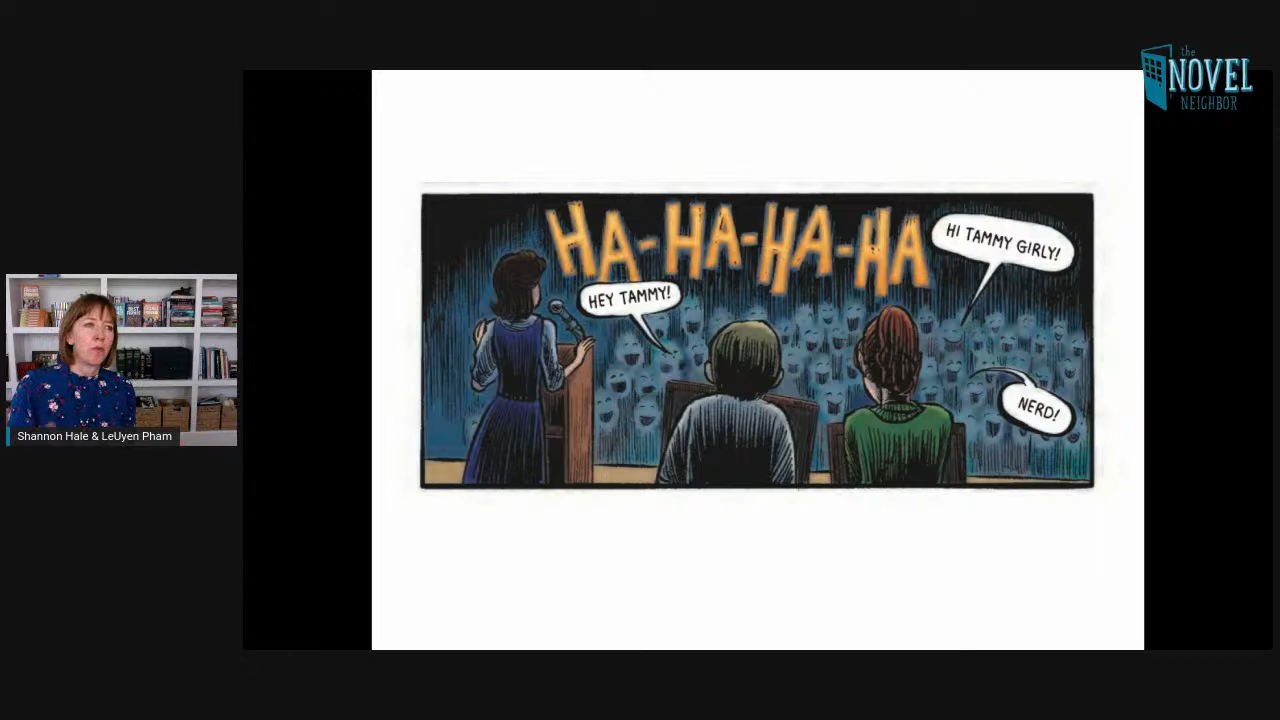 the
NOVEL
NEIGHBOR
HA-HA-HA-HA
HI TAMMY GIRLY!
HEY TAMMY!
NERD!
Shannon Hale & LeUyen Pham